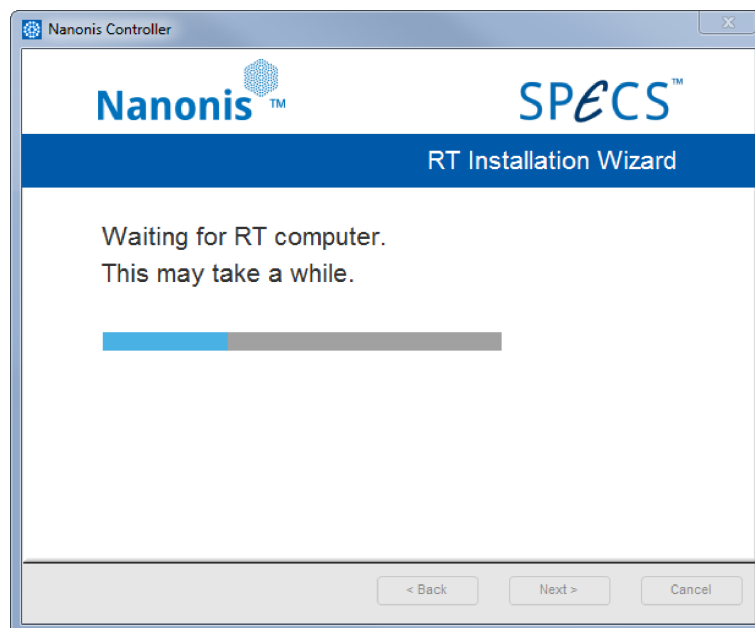 Nanonis Controller
X
Nanonis™
SPECS™
RT Installation Wizard
Waiting for RT computer.
This may take a while.
< Back
Next >
Cancel